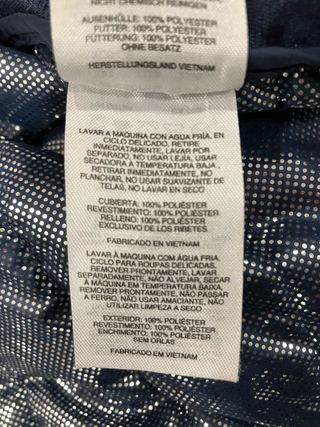 NICHT CHEMISCH REINIGEN
AUSSENHÜLLE: 100% POLYESTER
FUTTER: 100% POLYESTER
FÜTTERUNG: 100% POLYESTER
OHNE BESATZ
HERSTELLUNGSLAND VIETNAM
LAVAR A MAQUINA CON AGUA FRÍA, EN
CICLO DELICADO, RETIRE
INMEDIATAMENTE, LAVAR POR
SEPARADO, NO USAR LEJÍA, USAR
SECADORA A TEMPERATURA BAJA,
RETIRAR INMEDIATAMENTE, NO
PLANCHAR, NO USAR SUAVIZANTE DE
TELAS, NO LAVAR EN SECO
CUBIERTA: 100% POLIÉSTER
REVESTIMIENTO: 100% POLIÉSTER
RELLENO: 100% POLIÉSTER
EXCLUSIVO DE LOS RIBETES
FABRICADO EN VIETNAM
LAVAR À MÁQUINA COM ÁGUA FRIA,
CICLO PARA ROUPAS DELICADAS,
REMOVER PRONTAMENTE, LAVAR
SEPARADAMENTE, NÃO ALVEJAR, SECAR
À MÁQUINA EM TEMPERATURA BAIXA,
REMOVER PRONTAMENTE, NÃO PASSAR
A FERRO, NÃO USAR AMACIANTE, NÃO
UTILIZAR LIMPEZA A SECO
EXTERIOR: 100% POLIÉSTER
REVESTIMENTO: 100% POLIÉSTER
ENCHIMENTO: 100% POLIÉSTER
SEM ORLAS
FABRICADO EM VIETNAM